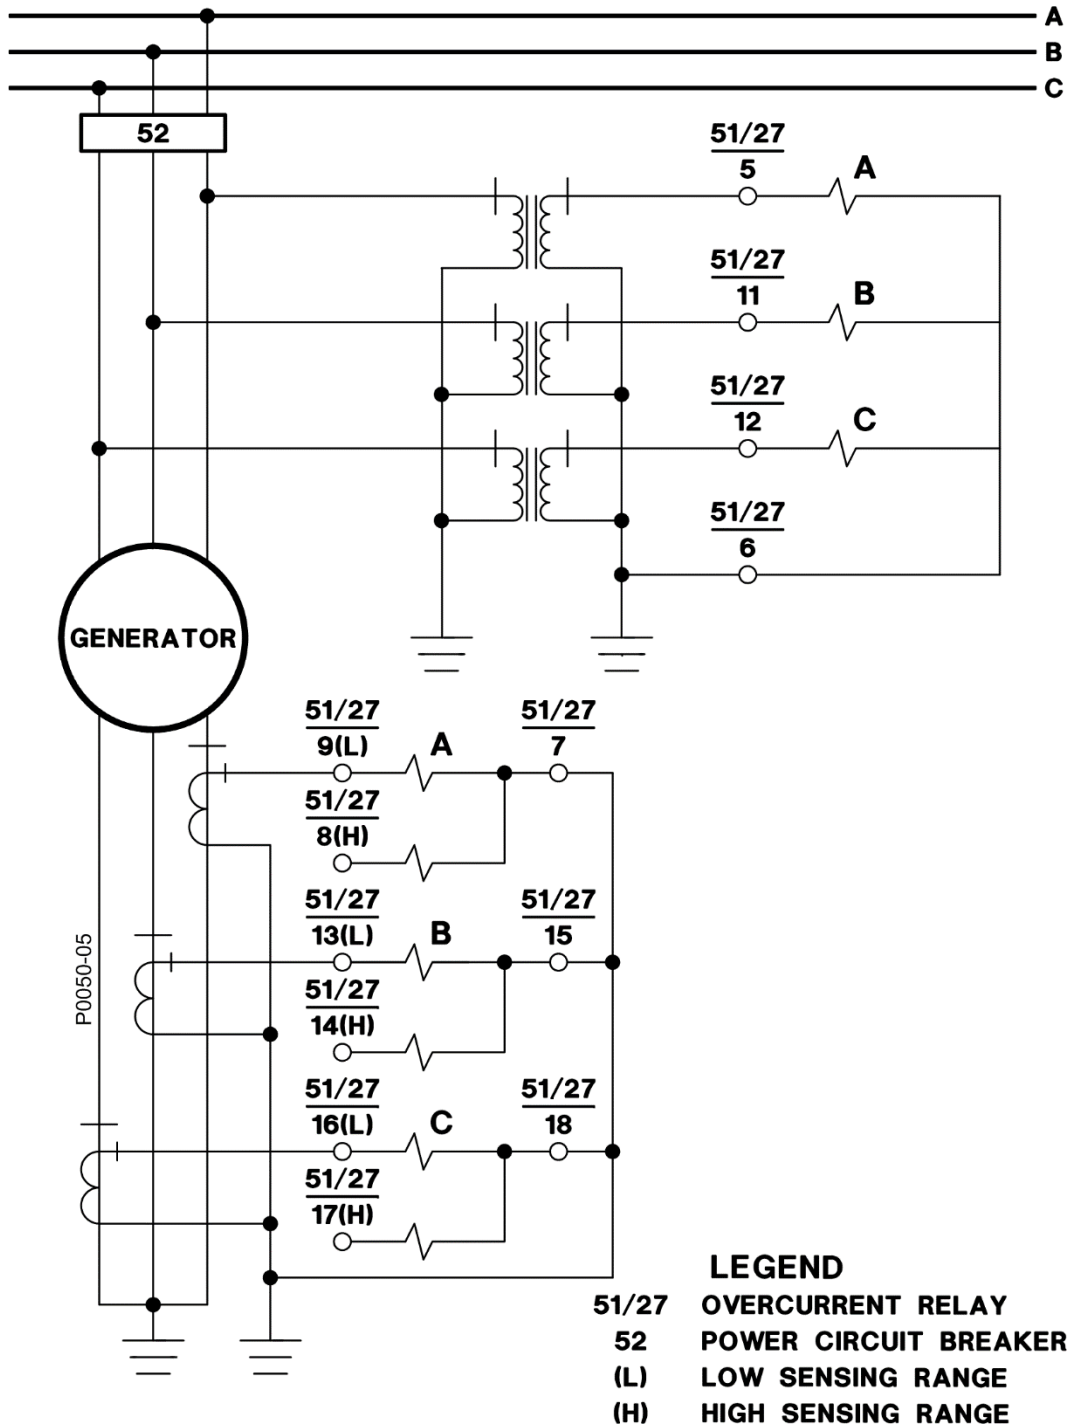 A
B
C
52
51/27
5
A
51/27
11
B
51/27
12
C
51/27
6
GENERATOR
51/27
9(L)
A
51/27
7
51/27
8(H)
51/27
13(L)
B
51/27
15
51/27
14(H)
P0050-05
51/27
16(L)
C
51/27
18
51/27
17(H)
LEGEND
51/27 OVERCURRENT RELAY
52 POWER CIRCUIT BREAKER
(L) LOW SENSING RANGE
(H) HIGH SENSING RANGE